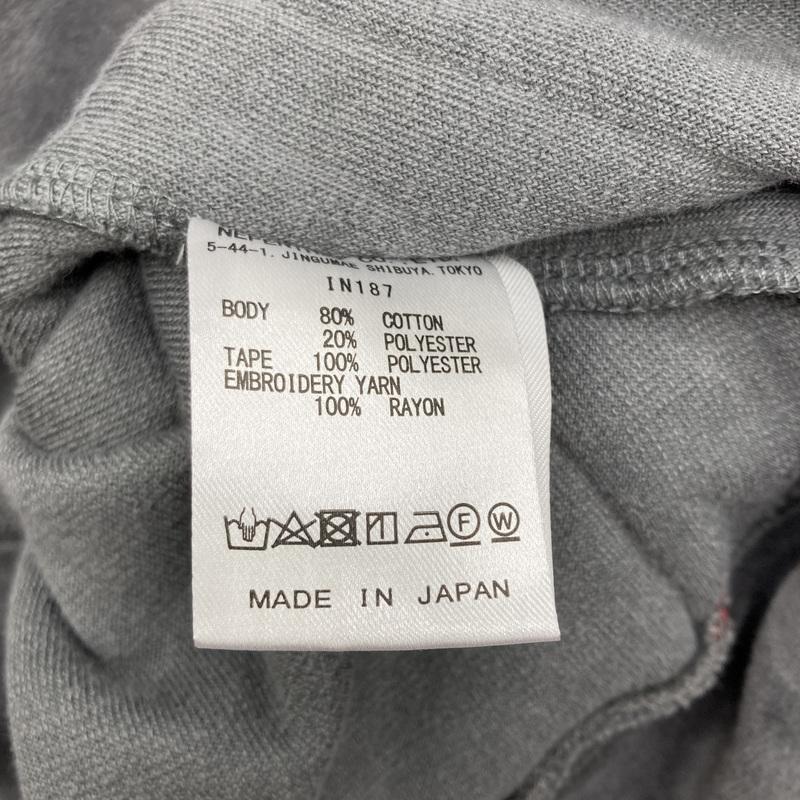 5-44-1. JINGUMAE SHIBUYA. TOKYO
IN187
BODY 80% COTTON
20% POLYESTER
TAPE 100% POLYESTER
EMBROIDERY YARN
100% RAYON
F W
MADE IN JAPAN